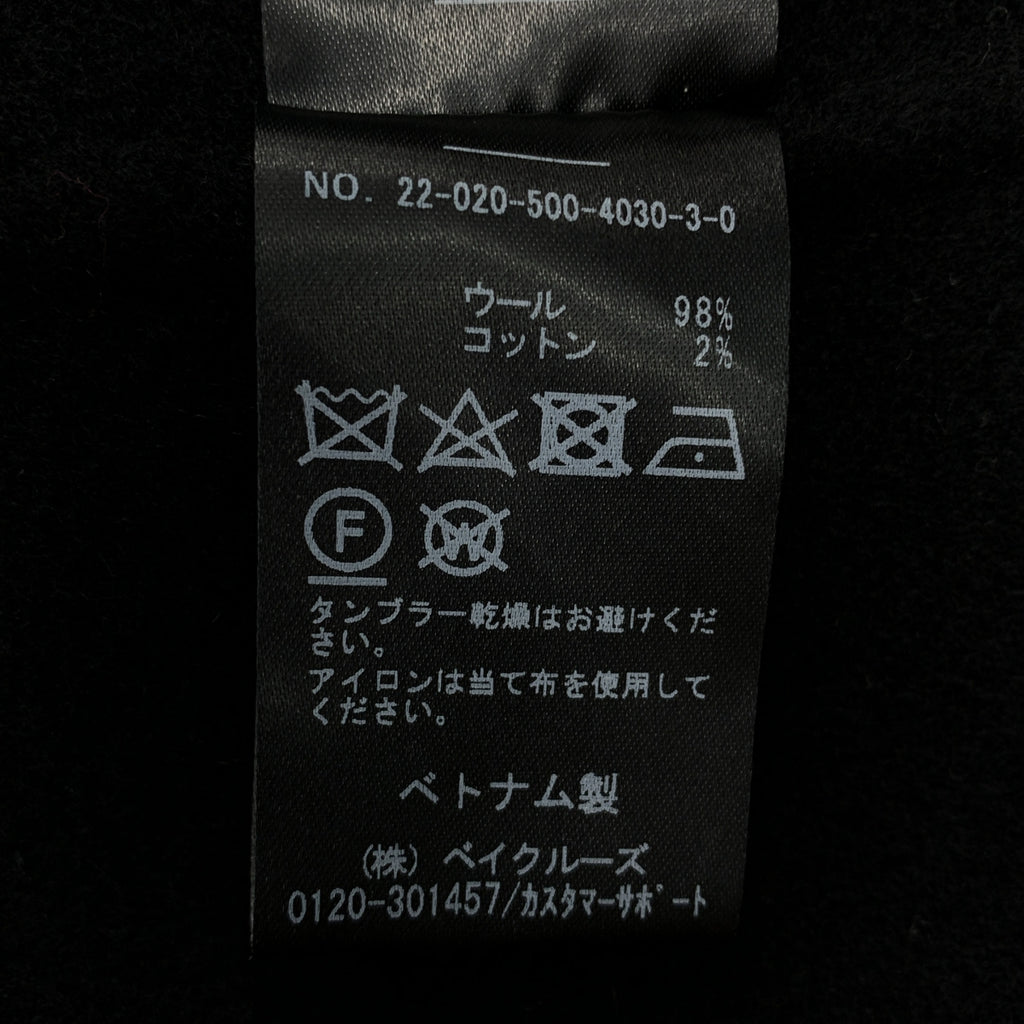 NO. 22-020-500-4030-3-0
ウール 98%
コットン 2%
F
W
タンブラー乾燥はお避けくだ
さい。
アイロンは当て布を使用して
ください。
ベトナム製
(株) ベイクルーズ
0120-301457/カスタマーサポート